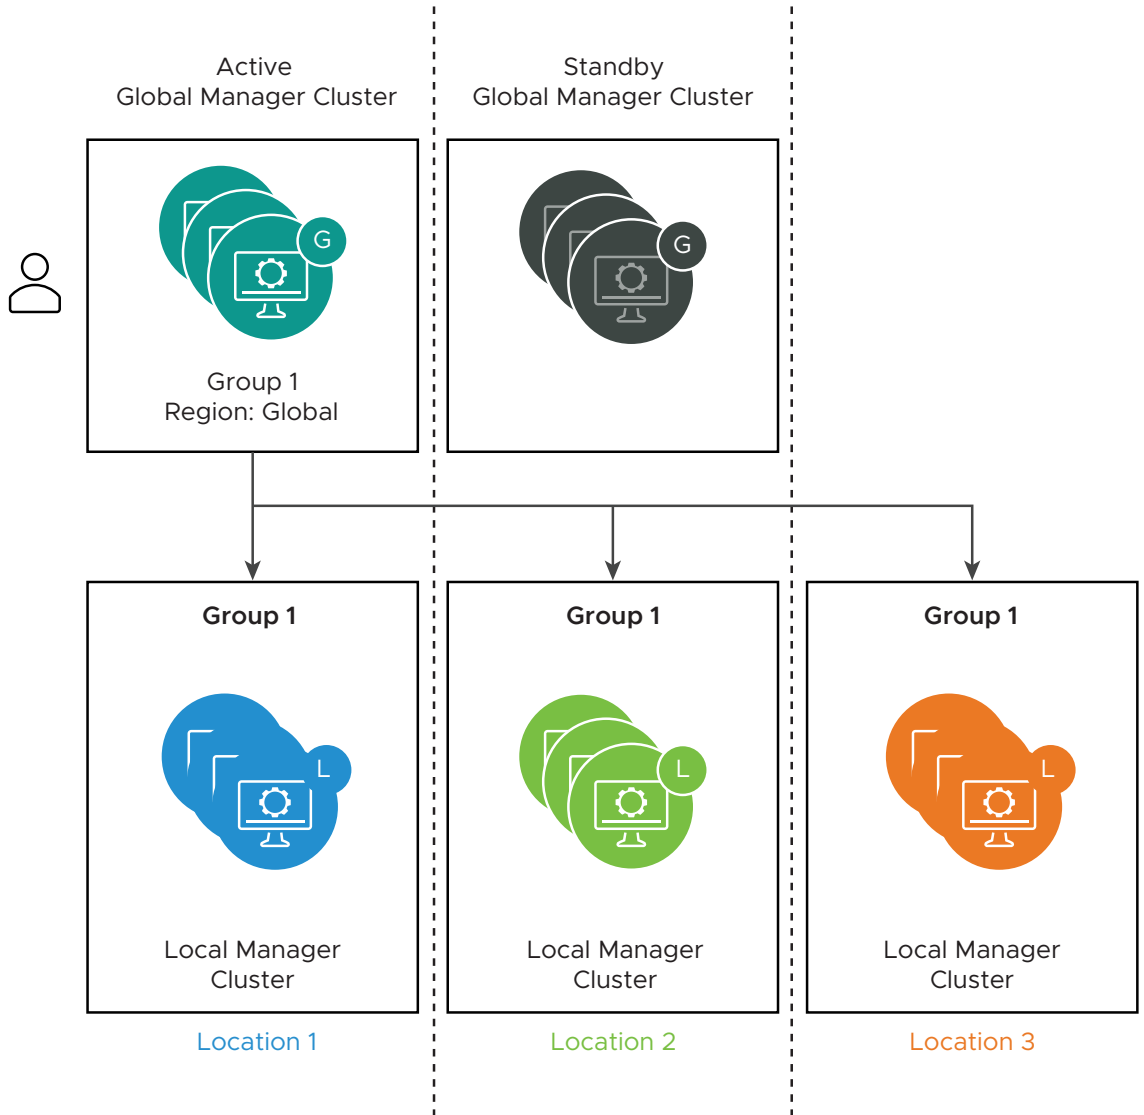 Active
Global Manager Cluster
Standby
Global Manager Cluster
G
G
Group 1
Region: Global
Group 1
Group 1
Group 1
L
L
L
Local Manager
Cluster
Local Manager
Cluster
Local Manager
Cluster
Location 1
Location 2
Location 3